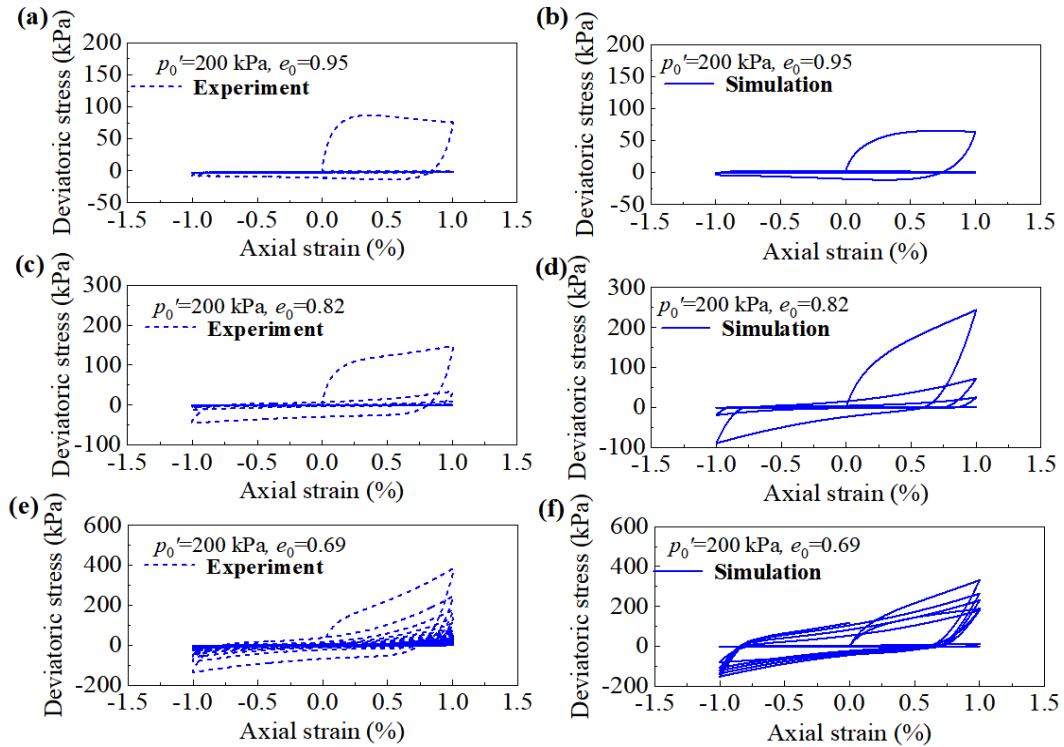 (a)
200
150
100
50
0
-50
Deviatoric stress (kPa)
p₀'=200 kPa, e₀=0.95
Experiment
-1.5 -1.0 -0.5 0.0 0.5 1.0 1.5
Axial strain (%)
(b)
200
150
100
50
0
-50
Deviatoric stress (kPa)
p₀'=200 kPa, e₀=0.95
Simulation
-1.5 -1.0 -0.5 0.0 0.5 1.0 1.5
Axial strain (%)
(c)
300
200
100
0
-100
Deviatoric stress (kPa)
p₀'=200 kPa, e₀=0.82
Experiment
-1.5 -1.0 -0.5 0.0 0.5 1.0 1.5
Axial strain (%)
(d)
300
200
100
0
-100
Deviatoric stress (kPa)
p₀'=200 kPa, e₀=0.82
Simulation
-1.5 -1.0 -0.5 0.0 0.5 1.0 1.5
Axial strain (%)
(e)
600
400
200
0
-200
Deviatoric stress (kPa)
p₀'=200 kPa, e₀=0.69
Experiment
-1.5 -1.0 -0.5 0.0 0.5 1.0 1.5
Axial strain (%)
(f)
600
400
200
0
-200
Deviatoric stress (kPa)
p₀'=200 kPa, e₀=0.69
Simulation
-1.5 -1.0 -0.5 0.0 0.5 1.0 1.5
Axial strain (%)